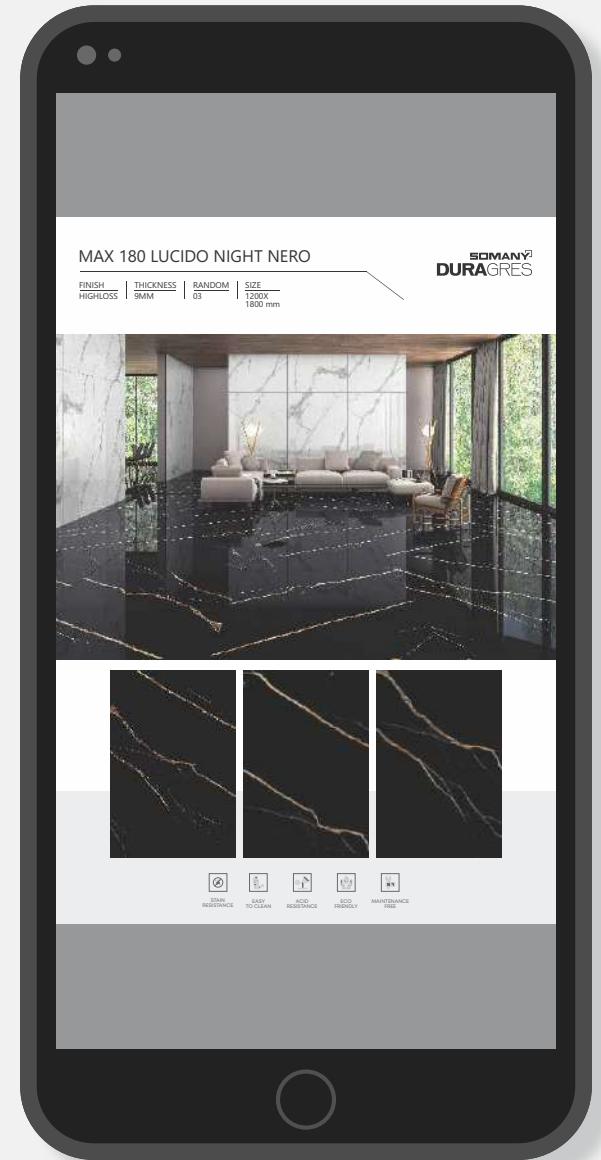 MAX 180 LUCIDO NIGHT NERO
SOMANY
DURAGRES
FINISH
HIGHLOSS
THICKNESS
9MM
RANDOM
03
SIZE
1200X
1800 mm
STAIN
RESISTANCE
EASY
TO CLEAN
ACID
RESISTANCE
ECO
FRIENDLY
MAINTENANCE
FREE